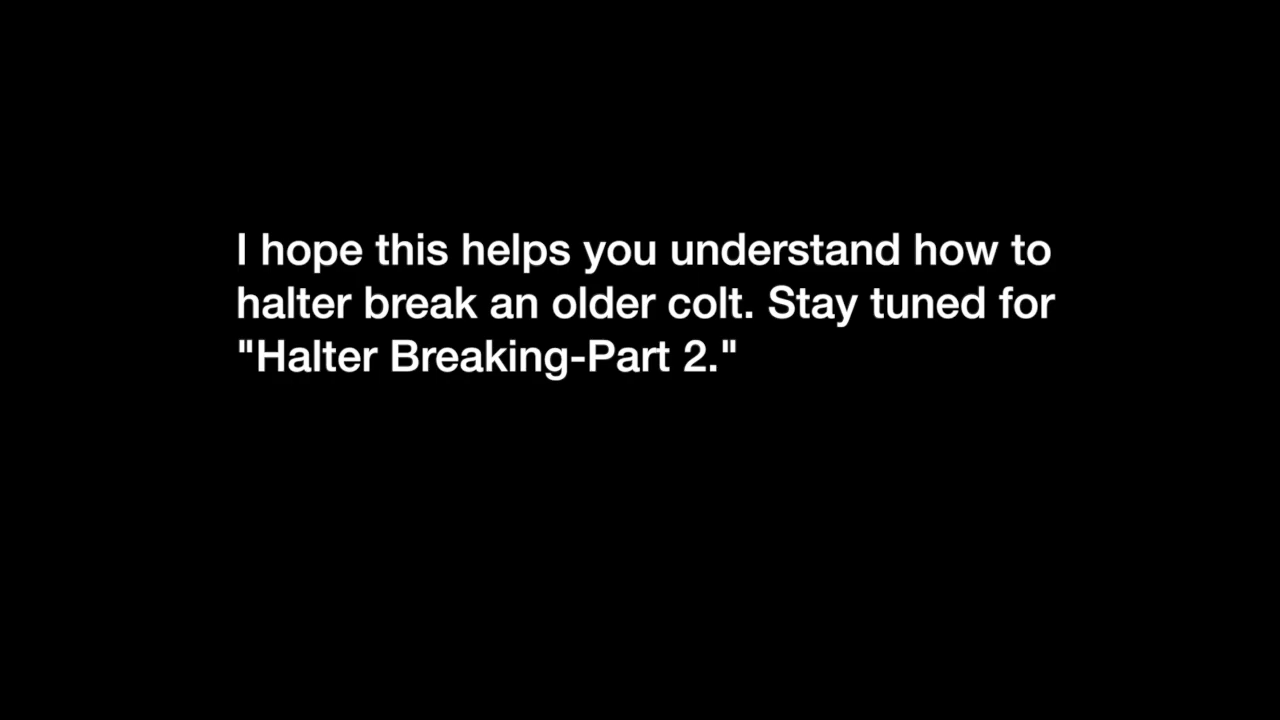 I hope this helps you understand how to
halter break an older colt. Stay tuned for
"Halter Breaking-Part 2."